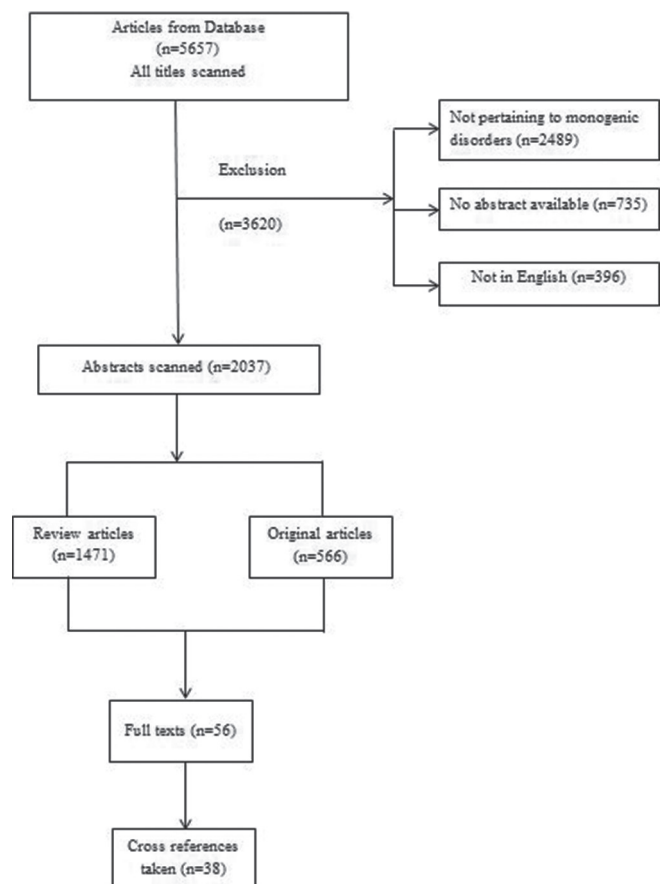 Articles from Database
(n=5657)
All titles scanned
Not pertaining to monogenic
disorders (n=2489)
Exclusion
No abstract available (n=735)
(n=3620)
Not in English (n=396)
Abstracts scanned (n=2037)
Review articles
(n=1471)
Original articles
(n=566)
Full texts (n=56)
Cross references
taken (n=38)